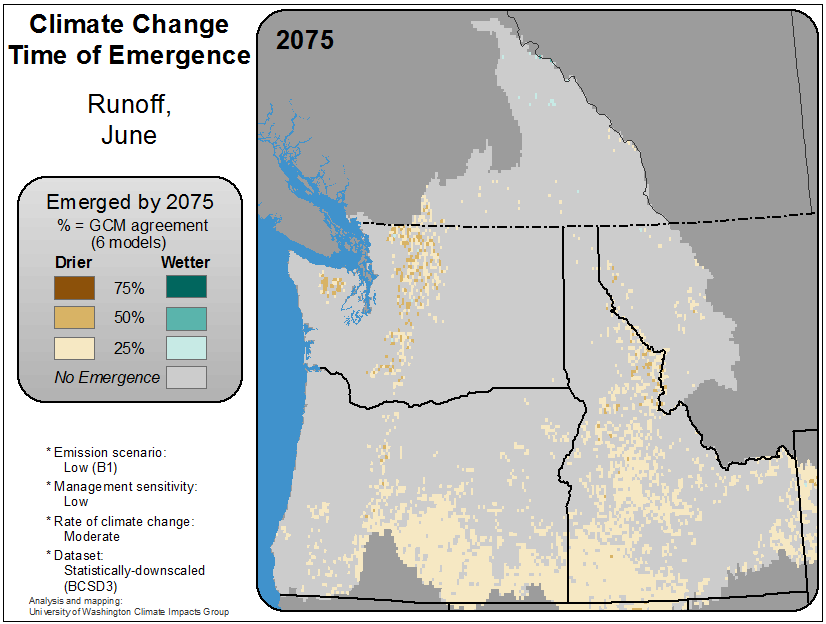 Climate Change
Time of Emergence
Runoff,
June
2075
Emerged by 2075
% = GCM agreement
(6 models)
Drier Wetter
75%
50%
25%
No Emergence
* Emission scenario:
Low (B1)
* Management sensitivity:
Low
* Rate of climate change:
Moderate
* Dataset:
Statistically-downscaled
(BCSD3)
Analysis and mapping:
University of Washington Climate Impacts Group